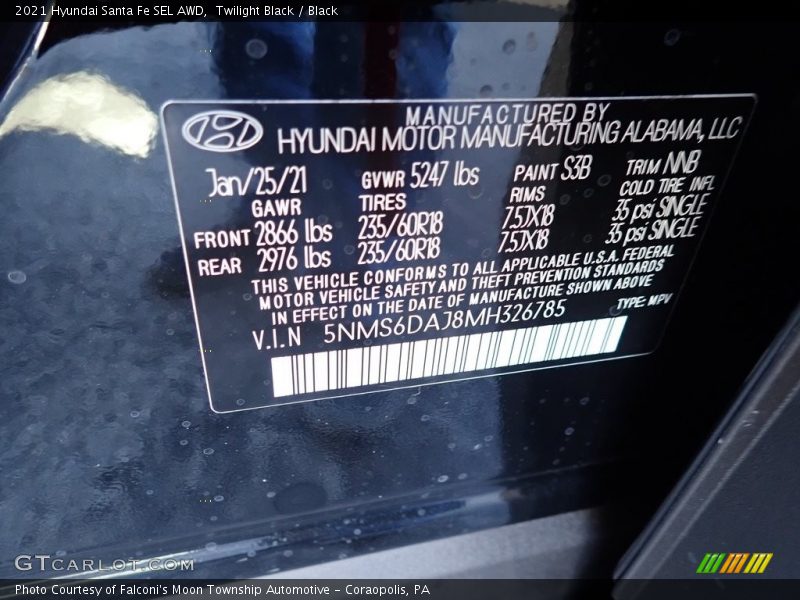 2021 Hyundai Santa Fe SEL AWD, Twilight Black / Black
MANUFACTURED BY
HYUNDAI MOTOR MANUFACTURING ALABAMA, LLC
Jan/25/21 GVWR 5247 lbs PAINT S3B TRIM NNB
GAWR TIRES RIMS COLD TIRE INFL
FRONT 2866 lbs 235/60R18 7.5JX18 35 psi SINGLE
REAR 2976 lbs 235/60R18 7.5JX18 35 psi SINGLE
THIS VEHICLE CONFORMS TO ALL APPLICABLE U.S.A. FEDERAL
MOTOR VEHICLE SAFETY AND THEFT PREVENTION STANDARDS
IN EFFECT ON THE DATE OF MANUFACTURE SHOWN ABOVE
V.I.N 5NMS6DAJ8MH326785 TYPE: MPV
GTCARLOT.COM
Photo Courtesy of Falconi's Moon Township Automotive - Coraopolis, PA